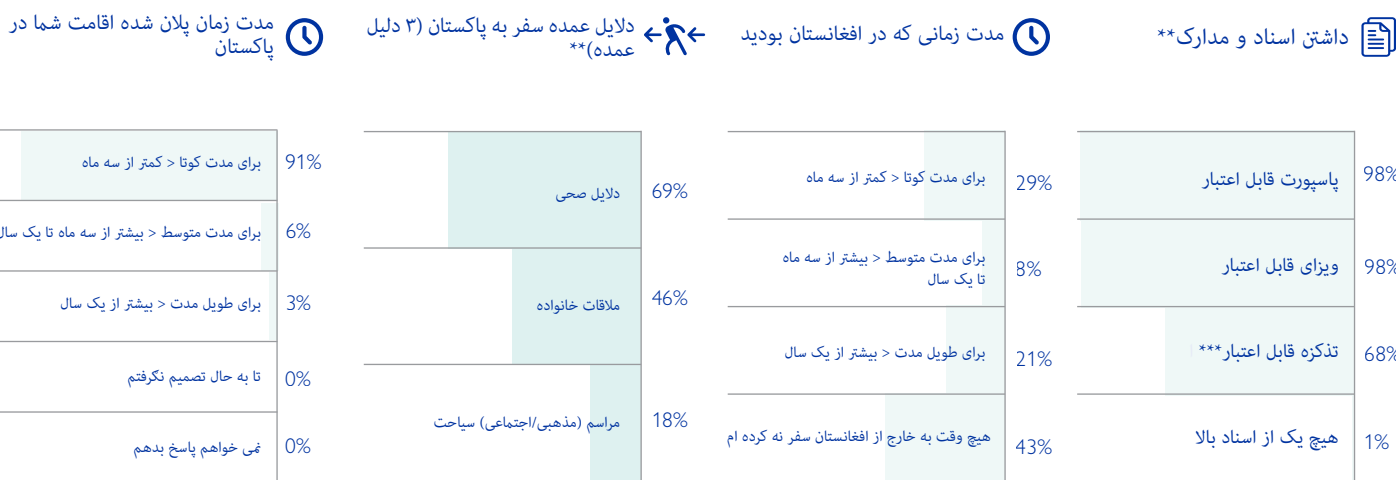 داشتن اسناد و مدارک**
پاسپورت قابل اعتبار
98%
ویزای قابل اعتبار
98%
تذکزه قابل اعتبار***
68%
هیچ یک از اسناد بالا
1%
مدت زمانی که در افغانستان بودید
برای مدت کوتا < کمتر از سه ماه
29%
برای مدت متوسط < بیشتر از سه ماه
تا یک سال
8%
برای طویل مدت < بیشتر از یک سال
21%
هیچ وقت به خارج از افغانستان سفر نه کرده ام
43%
دلایل عمده سفر به پاکستان (۳ دلیل
عمده)**
دلایل صحی
69%
ملاقات خانواده
46%
مراسم (مذهبی/اجتماعی) سیاحت
18%
مدت زمان پلان شده اقامت شما در
پاکستان
برای مدت کوتا < کمتر از سه ماه
91%
برای مدت متوسط < بیشتر از سه ماه تا یک سال
6%
برای طویل مدت < بیشتر از یک سال
3%
تا به حال تصمیم نگرفتم
0%
نمی خواهم پاسخ بدهم
0%